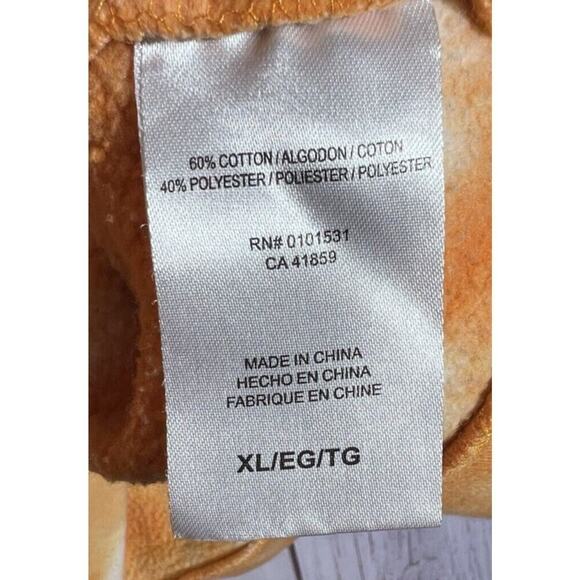 60% COTTON / ALGODON / COTON
40% POLYESTER / POLIESTER / POLYESTER
RN# 0101531
CA 41859
MADE IN CHINA
HECHO EN CHINA
FABRIQUE EN CHINE
XL/EG/TG